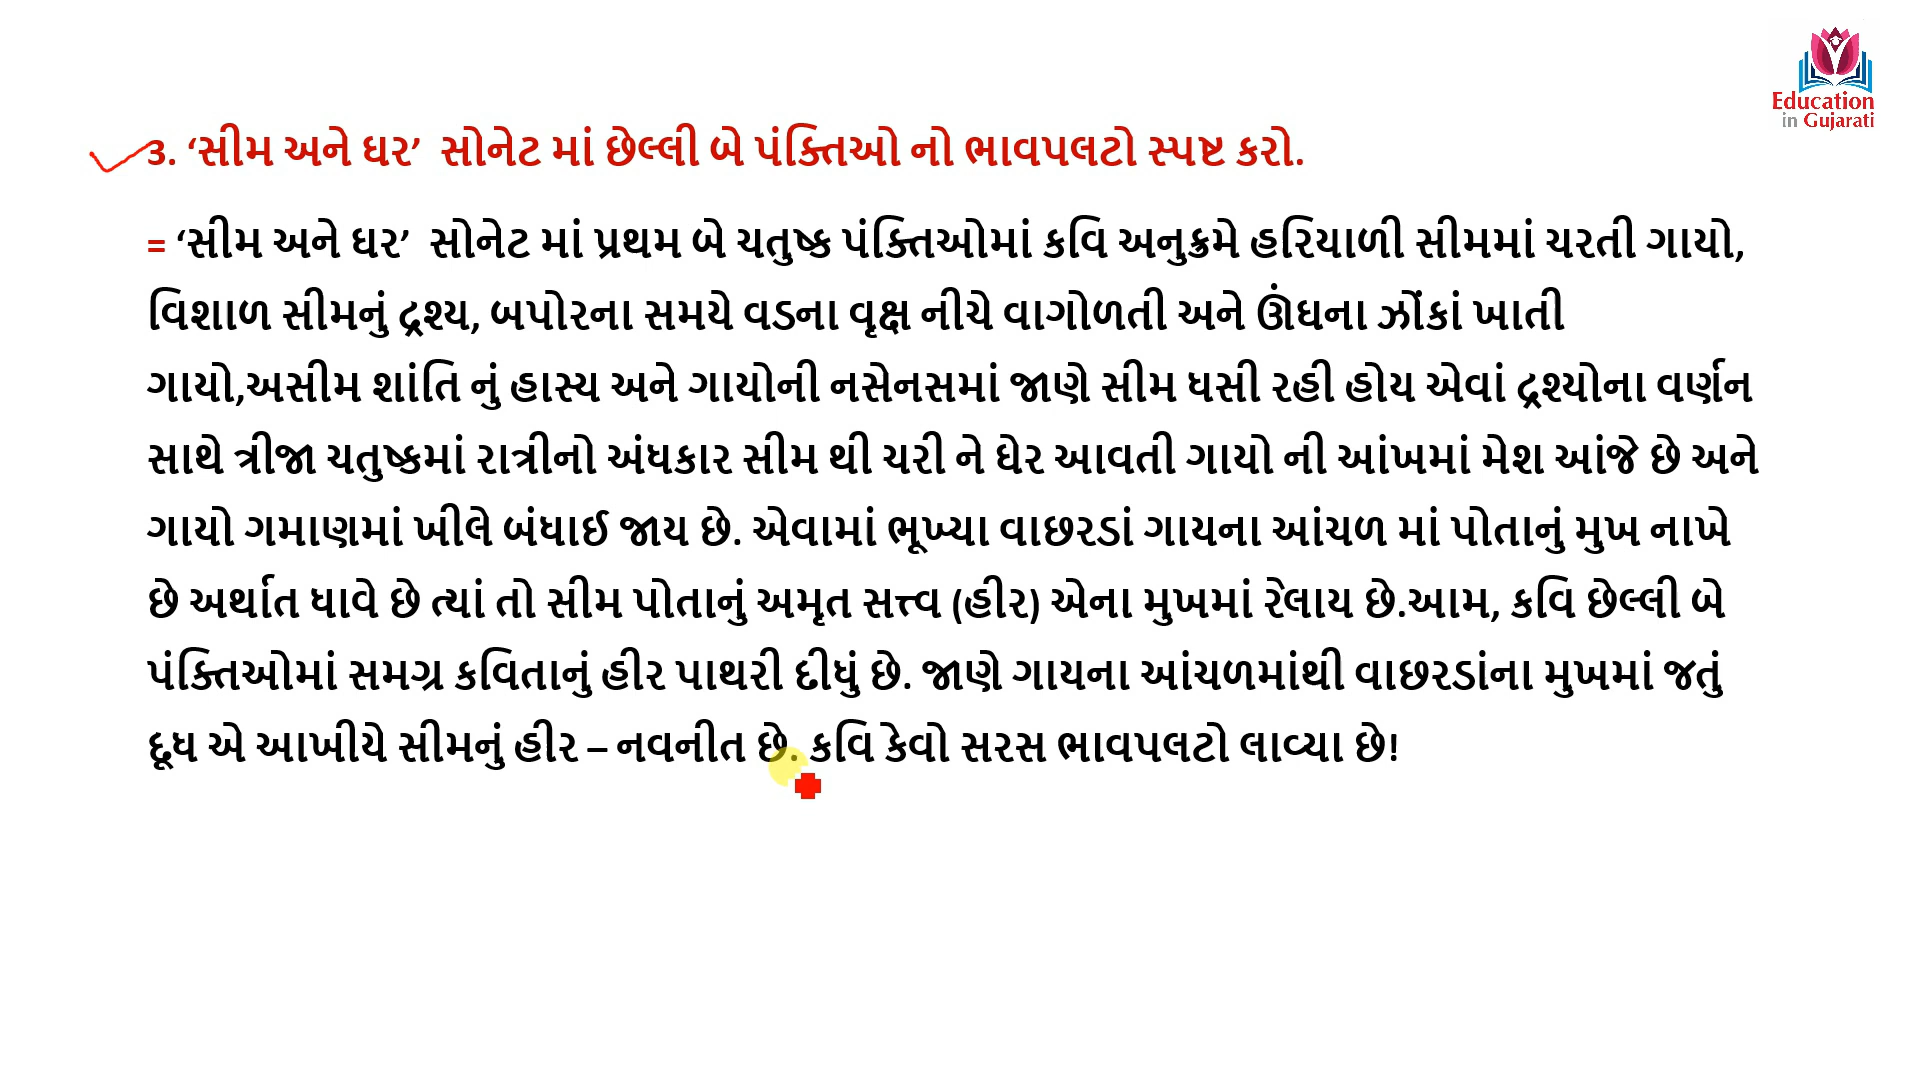 Education
in Gujarati
3. ‘સીમ અને ઘર’ સોનેટ માં છેલ્લી બે પંક્તિઓ નો ભાવપલટો સ્પષ્ટ કરો.
= ‘સીમ અને ઘર’ સોનેટ માં પ્રથમ બે ચતુષ્ક પંક્તિઓમાં કવિ અનુક્રમે હરિયાળી સીમમાં ચરતી ગાયો,
વિશાળ સીમનું દ્રશ્ય, બપોરના સમયે વડના વૃક્ષ નીચે વાગોળતી અને ઊંઘના ઝોંકાં ખાતી
ગાયો,અસીમ શાંતિ નું હાસ્ય અને ગાયોની નસેનસમાં જાણે સીમ ધસી રહી હોય એવાં દ્રશ્યોના વર્ણન
સાથે ત્રીજા ચતુષ્કમાં રાત્રીનો અંધકાર સીમ થી ચરી ને ઘેર આવતી ગાયો ની આંખમાં મેશ આંજે છે અને
ગાયો ગમાણમાં ખીલે બંધાઈ જાય છે. એવામાં ભૂખ્યા વાછરડાં ગાયના આંચળ માં પોતાનું મુખ નાખે
છે અર્થાત ધાવે છે ત્યાં તો સીમ પોતાનું અમૃત સત્ત્વ (હીર) એના મુખમાં રેલાય છે.આમ, કવિ છેલ્લી બે
પંક્તિઓમાં સમગ્ર કવિતાનું હીર પાથરી દીધું છે. જાણે ગાયના આંચળમાંથી વાછરડાંના મુખમાં જતું
દૂધ એ આખીયે સીમનું હીર – નવનીત છે. કવિ કેવો સરસ ભાવપલટો લાવ્યા છે!